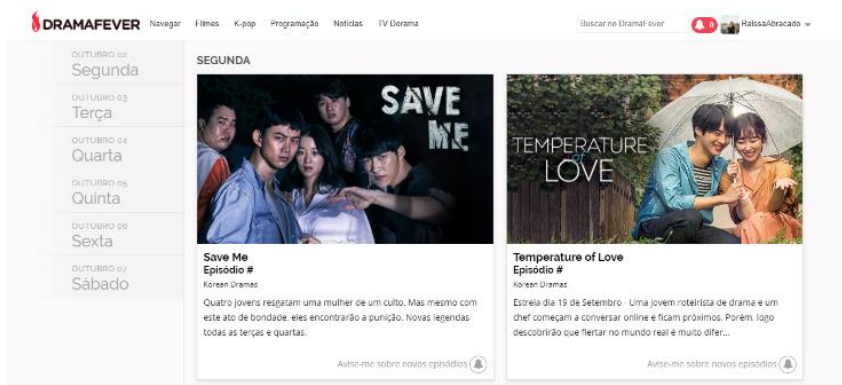 DRAMAFEVER Navegar Filmes K-pop Programação Notícias TV Dorama Buscar no DramaFever 0 RaissaAbracado
OUTUBRO 02
Segunda
OUTUBRO 03
Terça
OUTUBRO 04
Quarta
OUTUBRO 05
Quinta
OUTUBRO 06
Sexta
OUTUBRO 07
Sábado
SEGUNDA
SAVE
ME
Save Me
Episódio #
Korean Dramas
Quatro jovens resgatam uma mulher de um culto. Mas mesmo com
este ato de bondade, eles encontrarão a punição. Novas legendas
todas as terças e quartas.
Avise-me sobre novos episódios
TEMPERATURE
of
LOVE
Temperature of Love
Episódio #
Korean Dramas
Estreia dia 19 de Setembro - Uma jovem roteirista de drama e um
chef começam a conversar online e ficam próximos. Porém, logo
descobrirão que flertar no mundo real é muito difer...
Avise-me sobre novos episódios